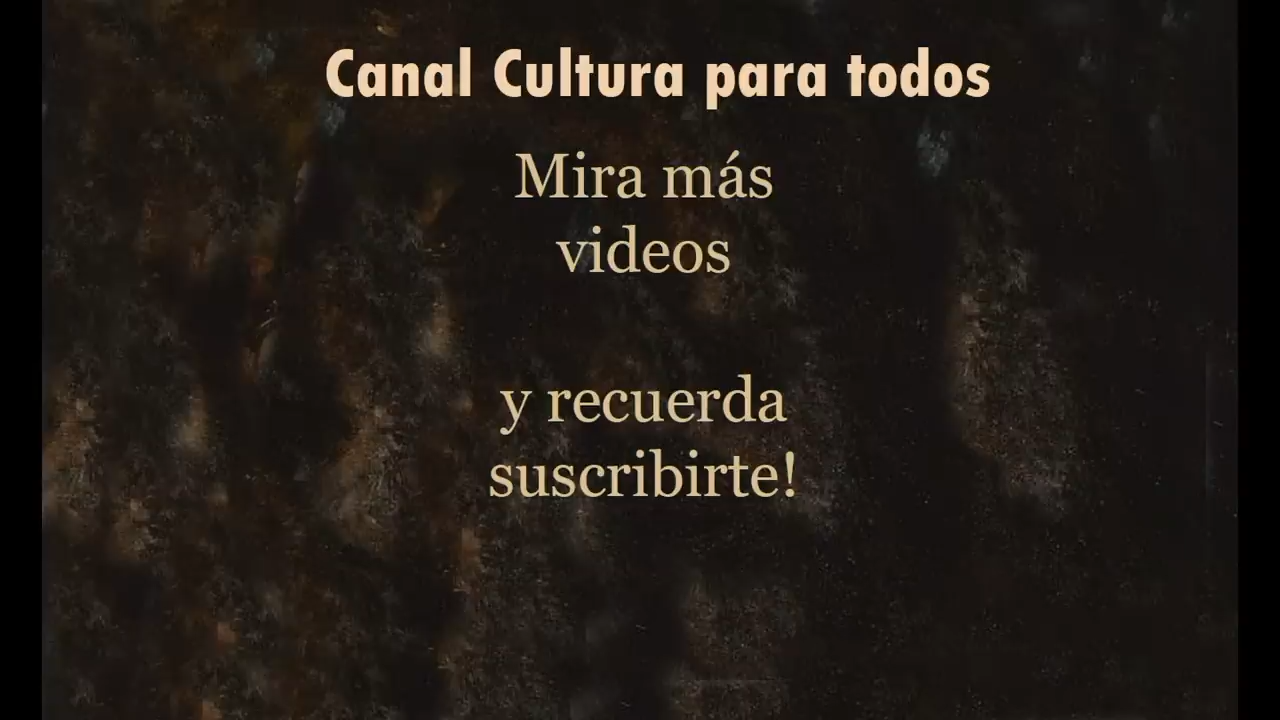 Canal Cultura para todos
Mira más
videos
y recuerda
suscribirte!